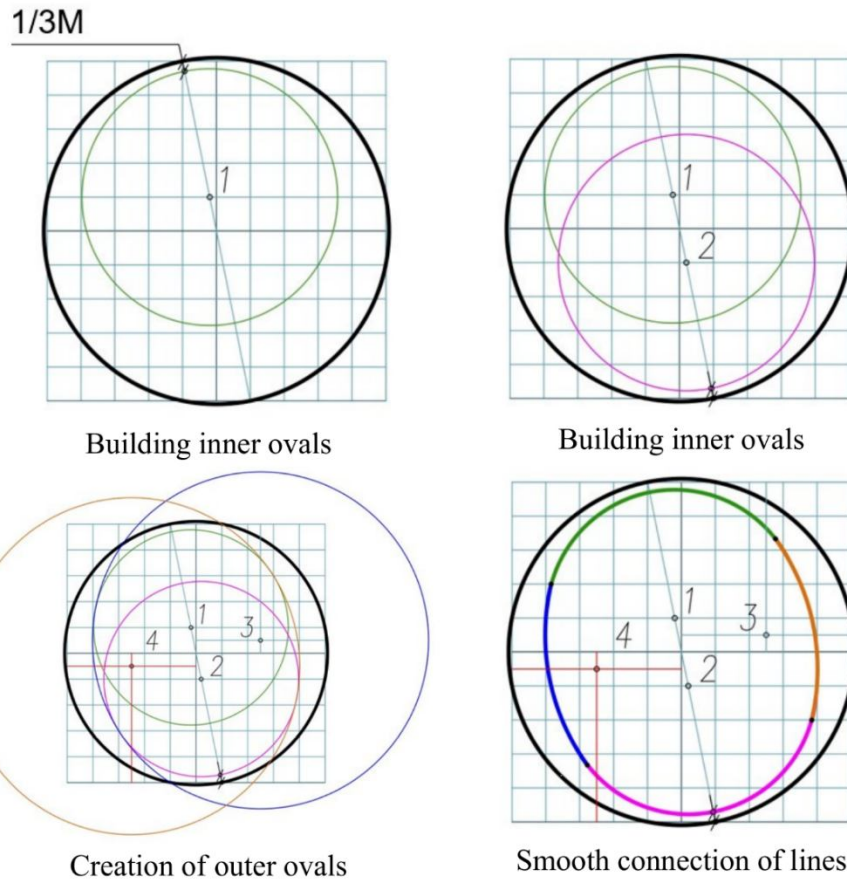 1/3M
1
1
2
Building inner ovals
Building inner ovals
1
3
4
2
1
3
4
2
Creation of outer ovals
Smooth connection of lines